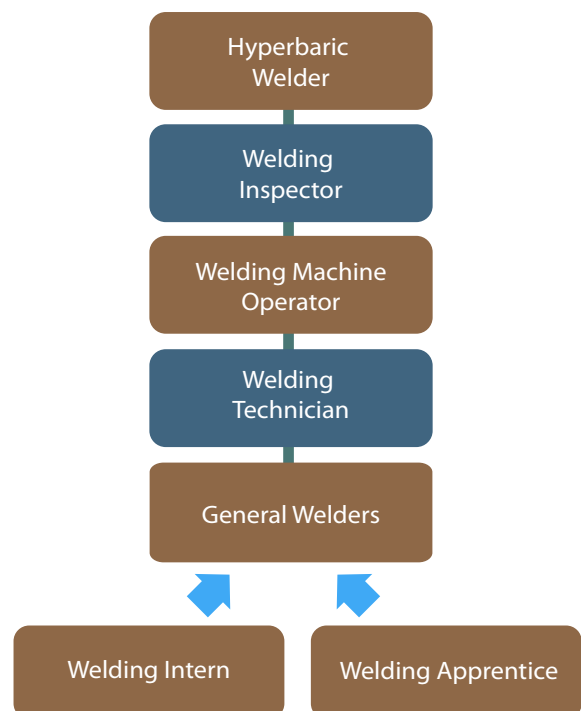 Hyperbaric
Welder
Welding
Inspector
Welding Machine
Operator
Welding
Technician
General Welders
Welding Intern
Welding Apprentice